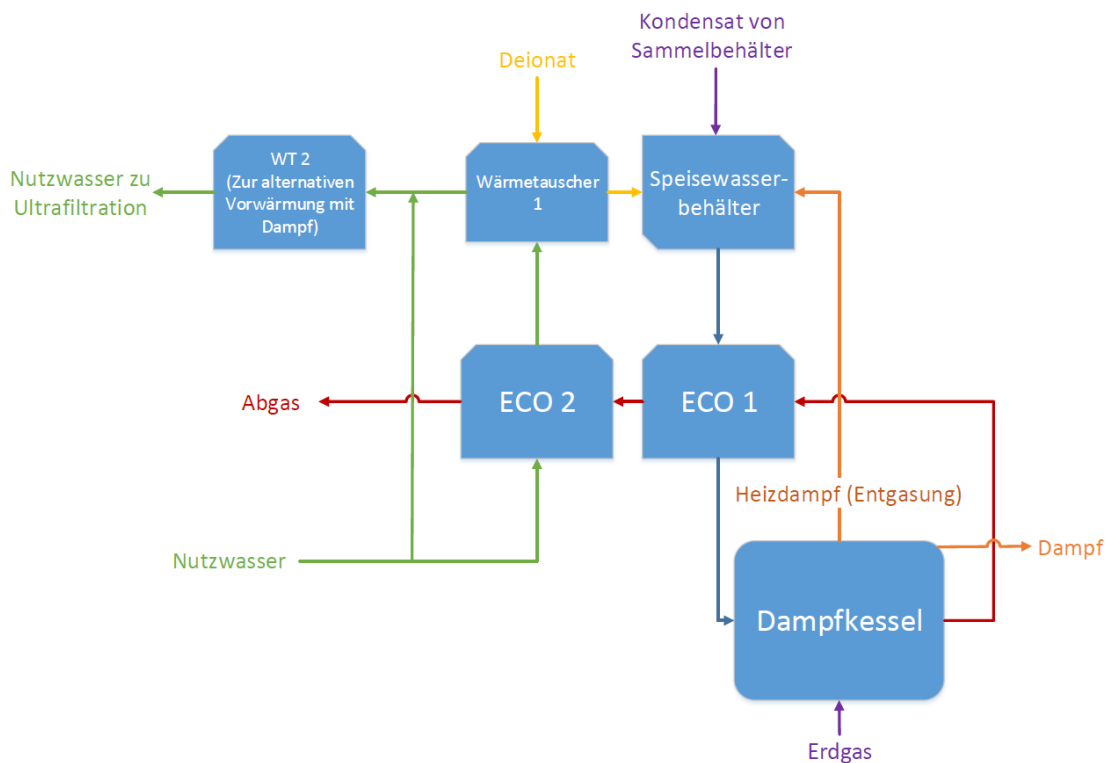 Kondensat von
Sammelbehälter
Deionat
WT 2
(Zur alternativen
Vorwärmung mit
Dampf)
Nutzwasser zu
Ultrafiltration
Wärmetauscher
1
Speisewasser-
behälter
Abgas
ECO 2
ECO 1
Heizdampf (Entgasung)
Nutzwasser
Dampf
Dampfkessel
Erdgas